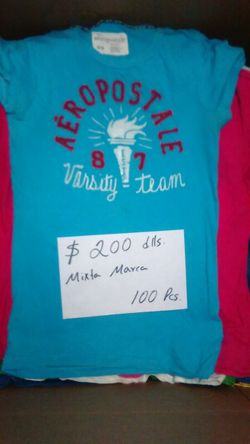 AÉROPOSTALE
8 7
Varsity team
$ 200 dlls.
Mixta Marca
100 Pcs.